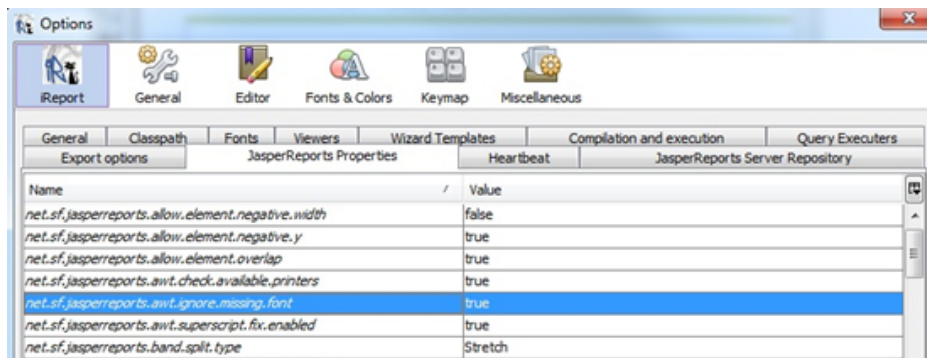 Options
iReport General Editor Fonts & Colors Keymap Miscellaneous
General Classpath Fonts Viewers Wizard Templates Compilation and execution Query Executers
Export options JasperReports Properties Heartbeat JasperReports Server Repository
Name / Value
net.sf.jasperreports.allow.element.negative.width false
net.sf.jasperreports.allow.element.negative.y true
net.sf.jasperreports.allow.element.overlap true
net.sf.jasperreports.awt.check.available.printers true
net.sf.jasperreports.awt.ignore.missing.font true
net.sf.jasperreports.awt.superscript.fix.enabled true
net.sf.jasperreports.band.split.type Stretch